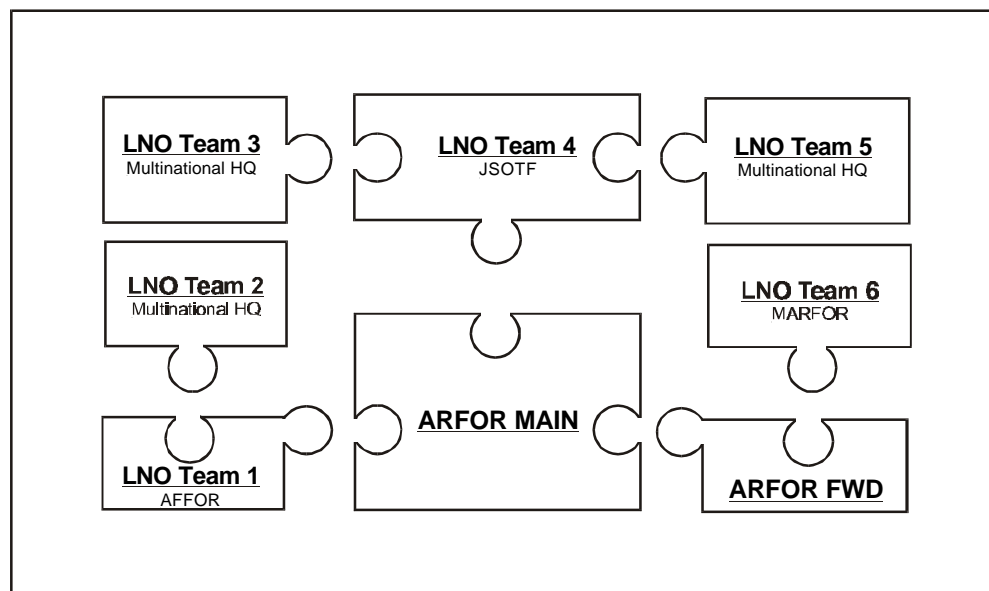 LNO Team 3
Multinational HQ
LNO Team 4
JSOTF
LNO Team 5
Multinational HQ
LNO Team 2
Multinational HQ
LNO Team 6
MARFOR
ARFOR MAIN
LNO Team 1
AFFOR
ARFOR FWD